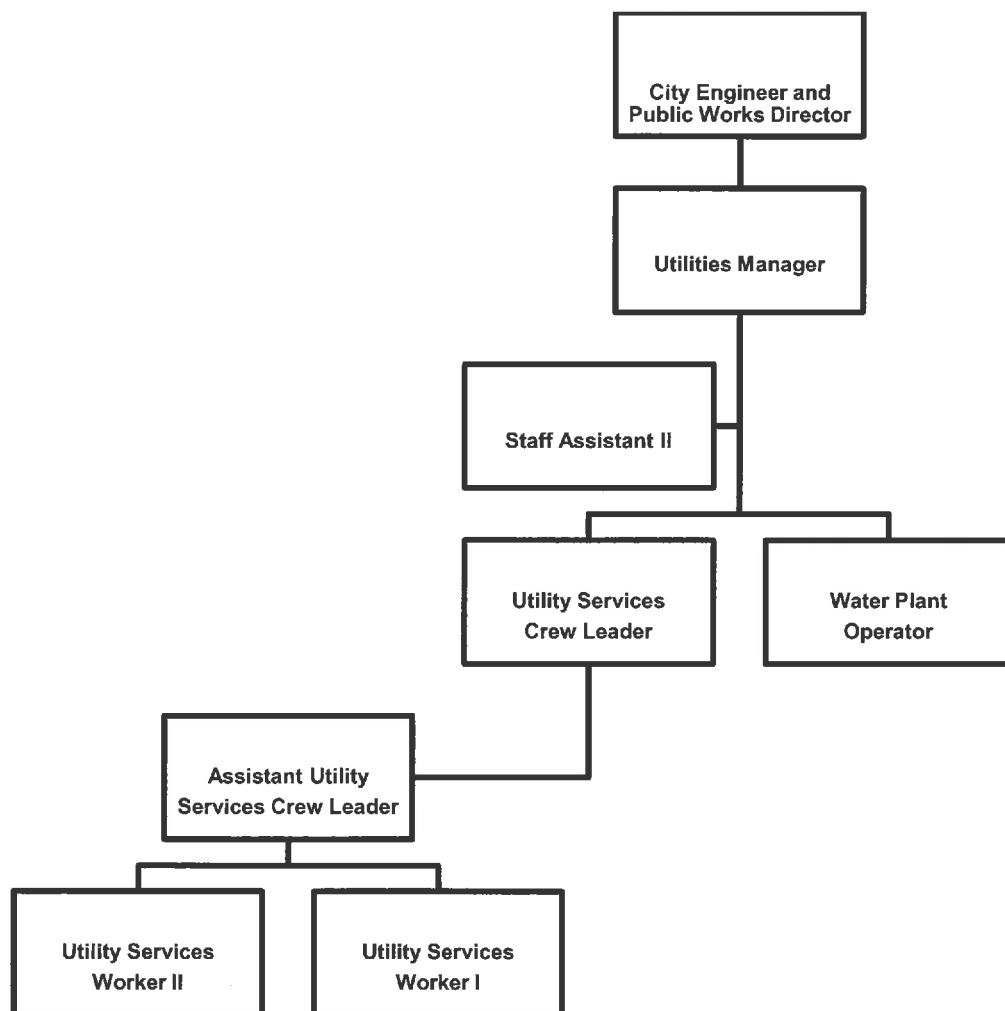 City Engineer and
Public Works Director
Utilities Manager
Staff Assistant II
Utility Services
Crew Leader
Water Plant
Operator
Assistant Utility
Services Crew Leader
Utility Services
Worker II
Utility Services
Worker I